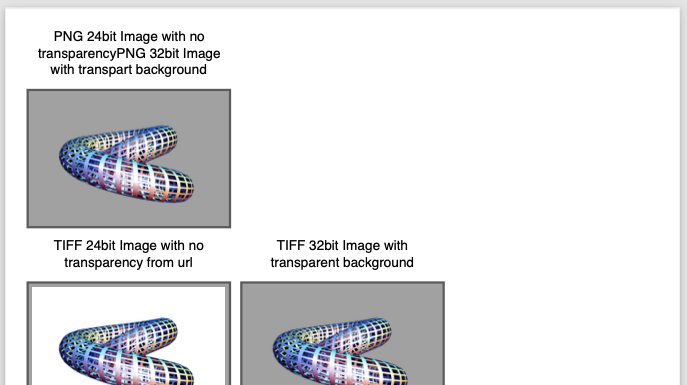 PNG 24bit Image with no
transparencyPNG 32bit Image
with transpart background
TIFF 24bit Image with no
transparency from url
TIFF 32bit Image with
transparent background